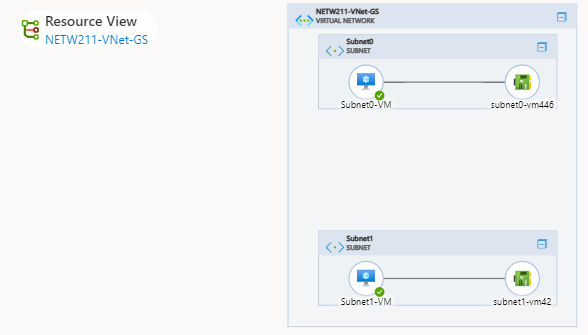 Resource View
NETW211-VNet-GS
NETW211-VNet-GS
VIRTUAL NETWORK
Subnet0
SUBNET
Subnet0-VM
subnet0-vm446
Subnet1
SUBNET
Subnet1-VM
subnet1-vm42